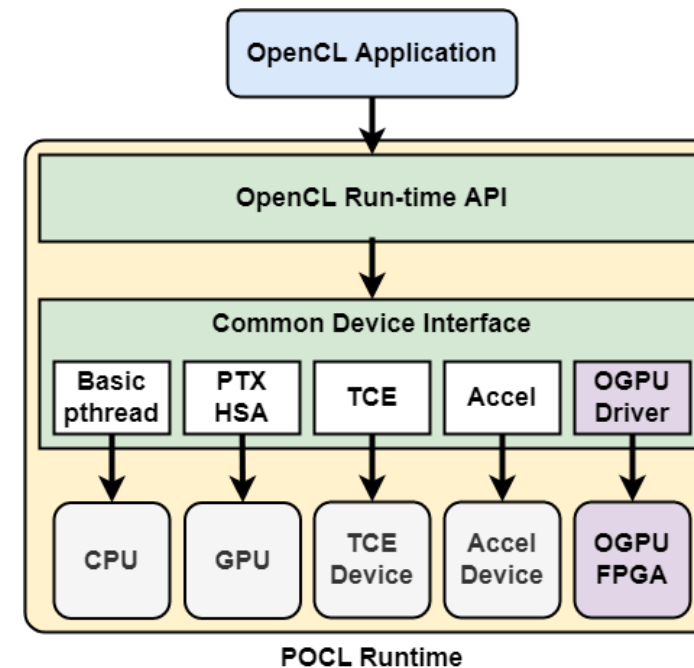 OpenCL Application
OpenCL Run-time API
Common Device Interface
Basic
pthread
PTX
HSA
TCE
Accel
OGPU
Driver
CPU
GPU
TCE
Device
Accel
Device
OGPU
FPGA
POCL Runtime